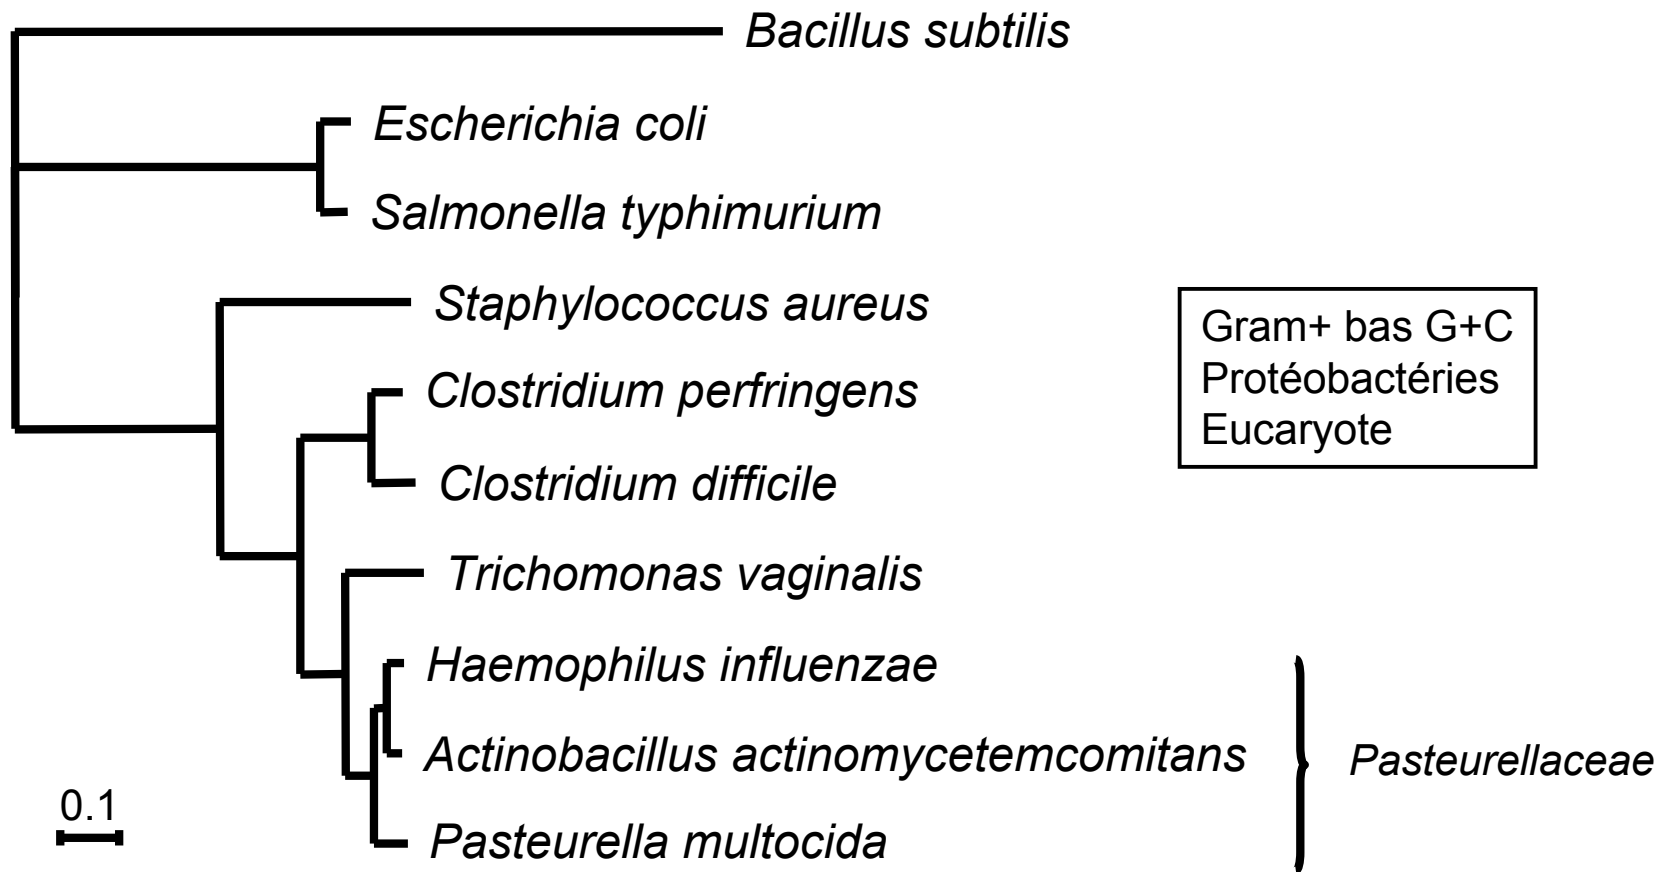 Bacillus subtilis
Escherichia coli
Salmonella typhimurium
Staphylococcus aureus
Gram+ bas G+C
Protéobactéries
Eucaryote
Clostridium perfringens
Clostridium difficile
Trichomonas vaginalis
Haemophilus influenzae
Actinobacillus actinomycetemcomitans
Pasteurellaceae
0.1
Pasteurella multocida